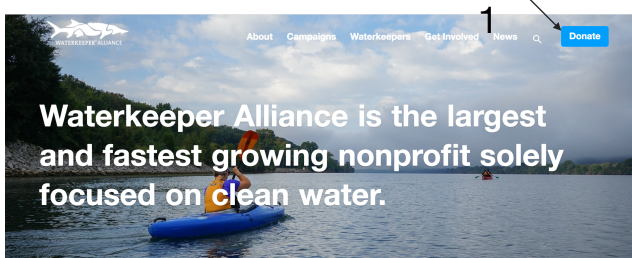 1
WATERKEEPER ALLIANCE
About Campaigns Waterkeepers Get Involved News Donate
Waterkeeper Alliance is the largest
and fastest growing nonprofit solely
focused on clean water.